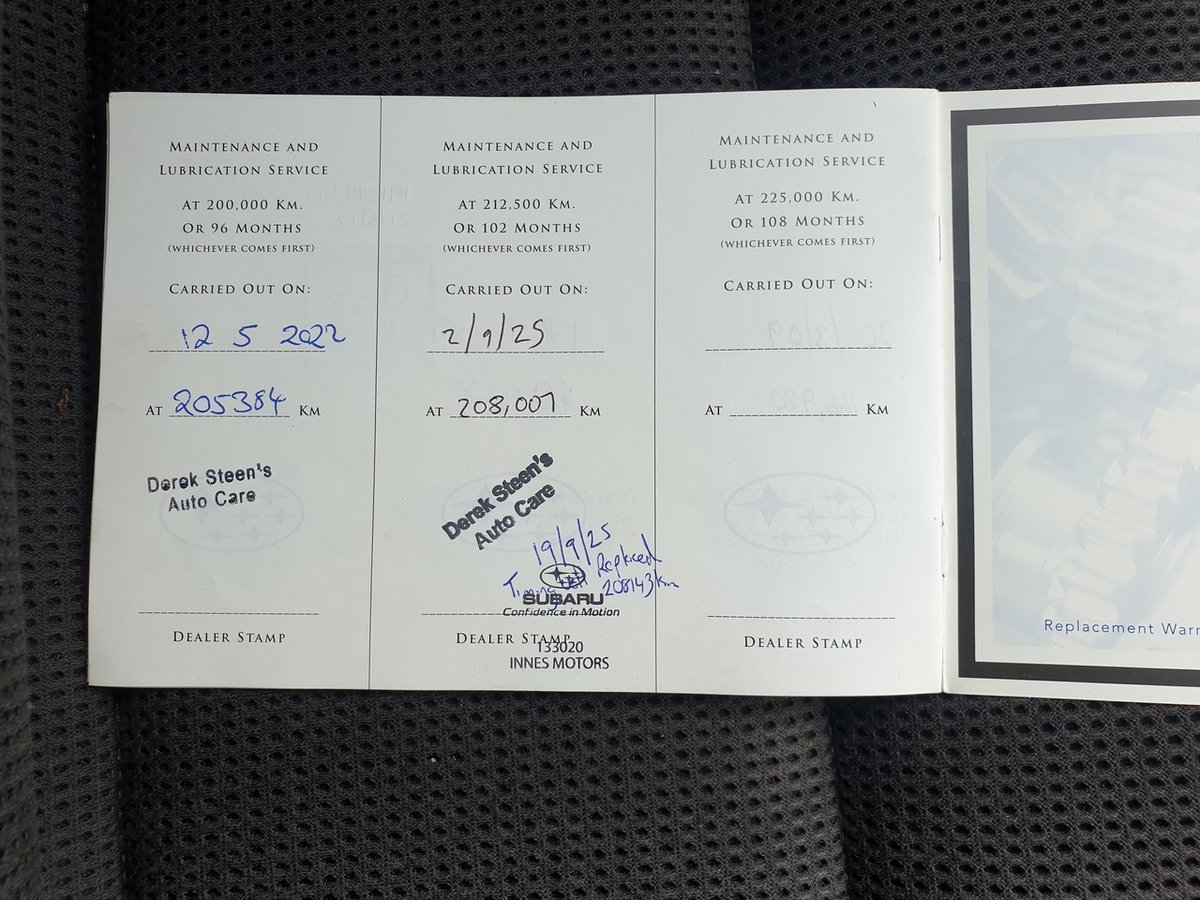 MAINTENANCE AND
LUBRICATION SERVICE
AT 200,000 KM.
OR 96 MONTHS
(WHICHEVER COMES FIRST)
CARRIED OUT ON:
12 5 2022
AT 205384 KM
Derek Steen's
Auto Care
DEALER STAMP
MAINTENANCE AND
LUBRICATION SERVICE
AT 212,500 KM.
OR 102 MONTHS
(WHICHEVER COMES FIRST)
CARRIED OUT ON:
2/9/25
AT 208,007 KM
Derek Steen's
Auto Care
19/9/25
Timing Belt Replaced
208143km
SUBARU
Confidence in Motion
DEALER STAMP
133020
INNES MOTORS
MAINTENANCE AND
LUBRICATION SERVICE
AT 225,000 KM.
OR 108 MONTHS
(WHICHEVER COMES FIRST)
CARRIED OUT ON:
AT KM
DEALER STAMP
Replacement